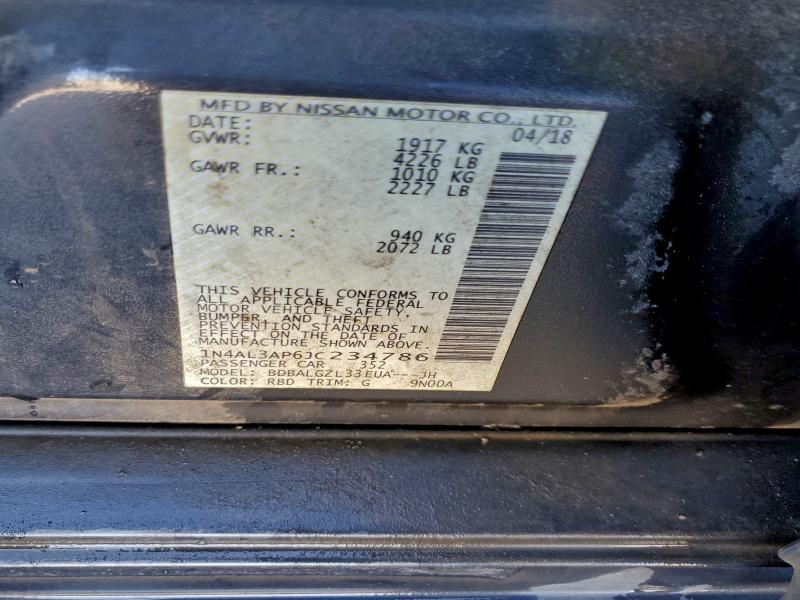 MFD BY NISSAN MOTOR CO., LTD.
DATE: 04/18
GVWR: 1917 KG
4226 LB
GAWR FR.: 1010 KG
2227 LB
GAWR RR.: 940 KG
2072 LB
THIS VEHICLE CONFORMS TO
ALL APPLICABLE FEDERAL
MOTOR VEHICLE SAFETY,
BUMPER, AND THEFT
PREVENTION STANDARDS IN
EFFECT ON THE DATE OF
MANUFACTURE SHOWN ABOVE.
1N4AL3AP6JC234786
PASSENGER CAR 352
MODEL: BDBALGZL33EUA---JH
COLOR: RBD TRIM: G 9N00A